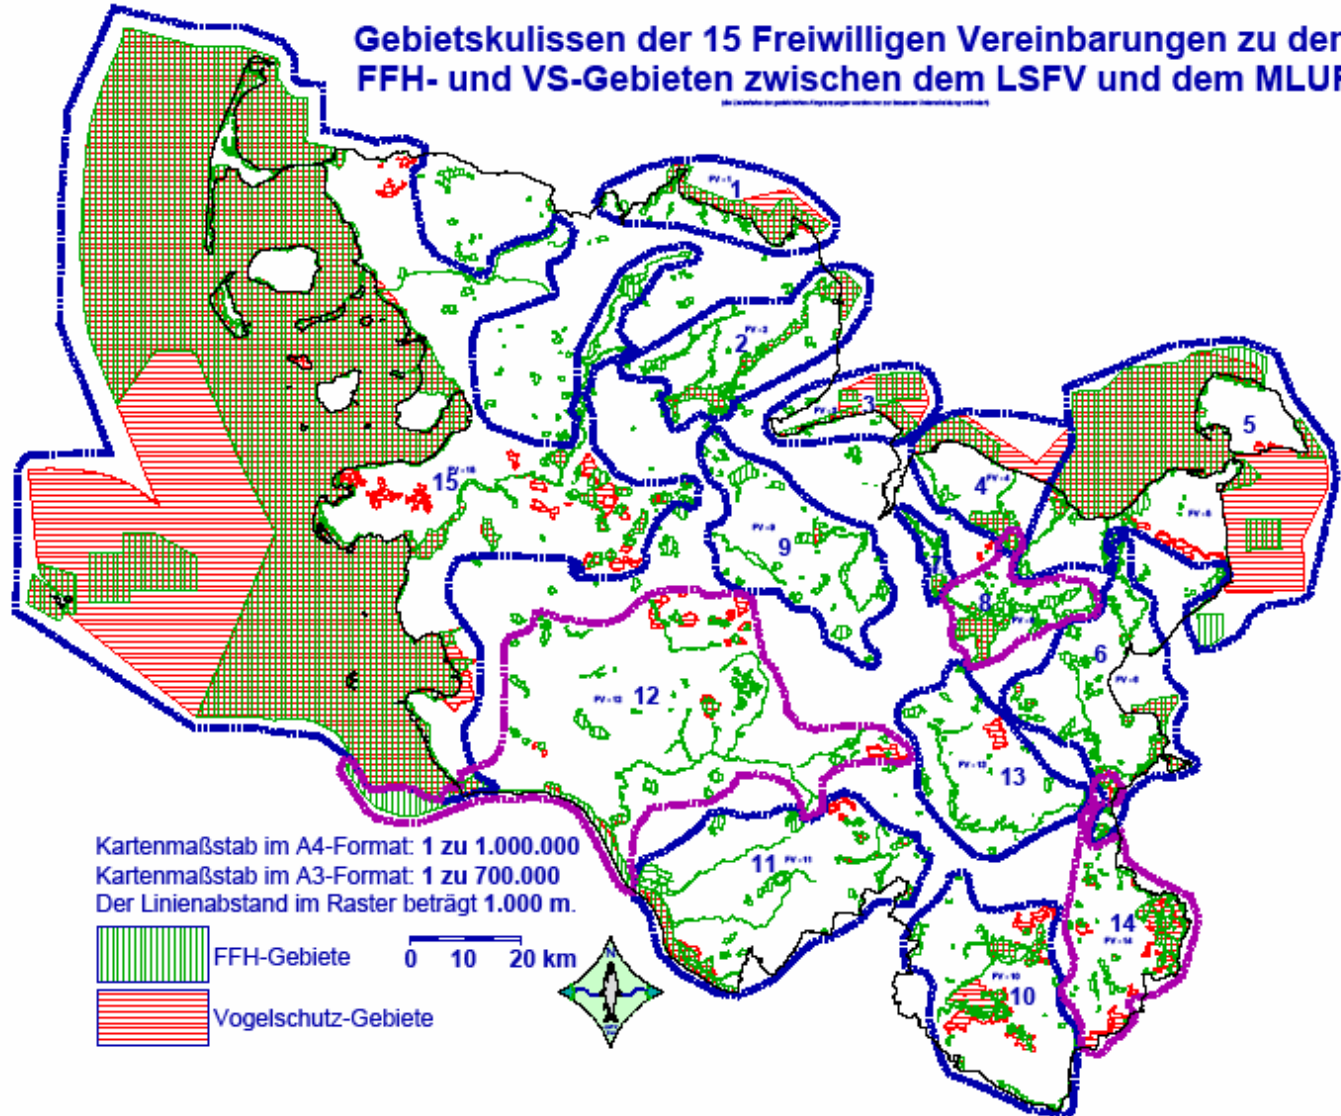 Gebietskulissen der 15 Freiwilligen Vereinbarungen zu den
FFH- und VS-Gebieten zwischen dem LSFV und dem MLUR
1
2
3
4
5
15
9
7
8
6
12
13
11
14
10
Kartenmaßstab im A4-Format: 1 zu 1.000.000
Kartenmaßstab im A3-Format: 1 zu 700.000
Der Linienabstand im Raster beträgt 1.000 m.
FFH-Gebiete
0 10 20 km
N
Vogelschutz-Gebiete